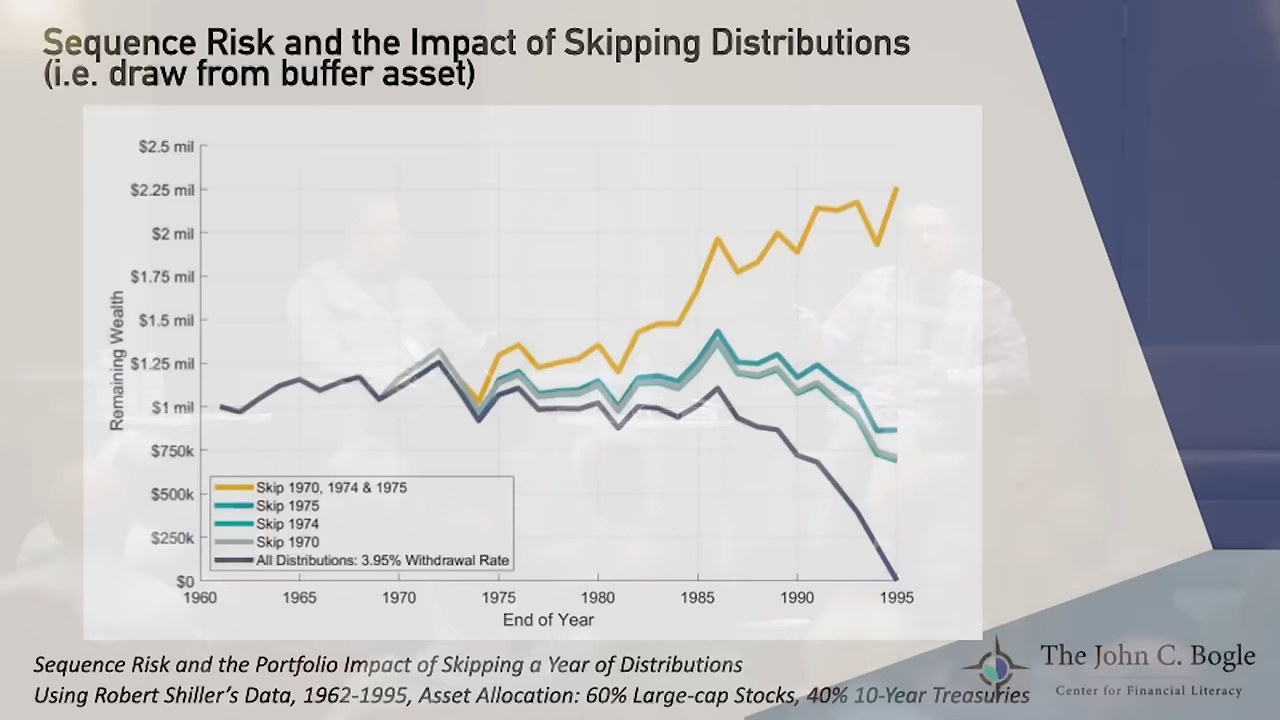 Sequence Risk and the Impact of Skipping Distributions
(i.e. draw from buffer asset)
$2.5 mil
$2.25 mil
$2 mil
$1.75 mil
$1.5 mil
$1.25 mil
$1 mil
$750k
$500k
$250k
$0
Remaining Wealth
Skip 1970, 1974 & 1975
Skip 1975
Skip 1974
Skip 1970
All Distributions: 3.95% Withdrawal Rate
1960 1965 1970 1975 1980 1985 1990 1995
End of Year
Sequence Risk and the Portfolio Impact of Skipping a Year of Distributions
Using Robert Shiller's Data, 1962-1995, Asset Allocation: 60% Large-cap Stocks, 40% 10-Year Treasuries
The John C. Bogle
Center for Financial Literacy